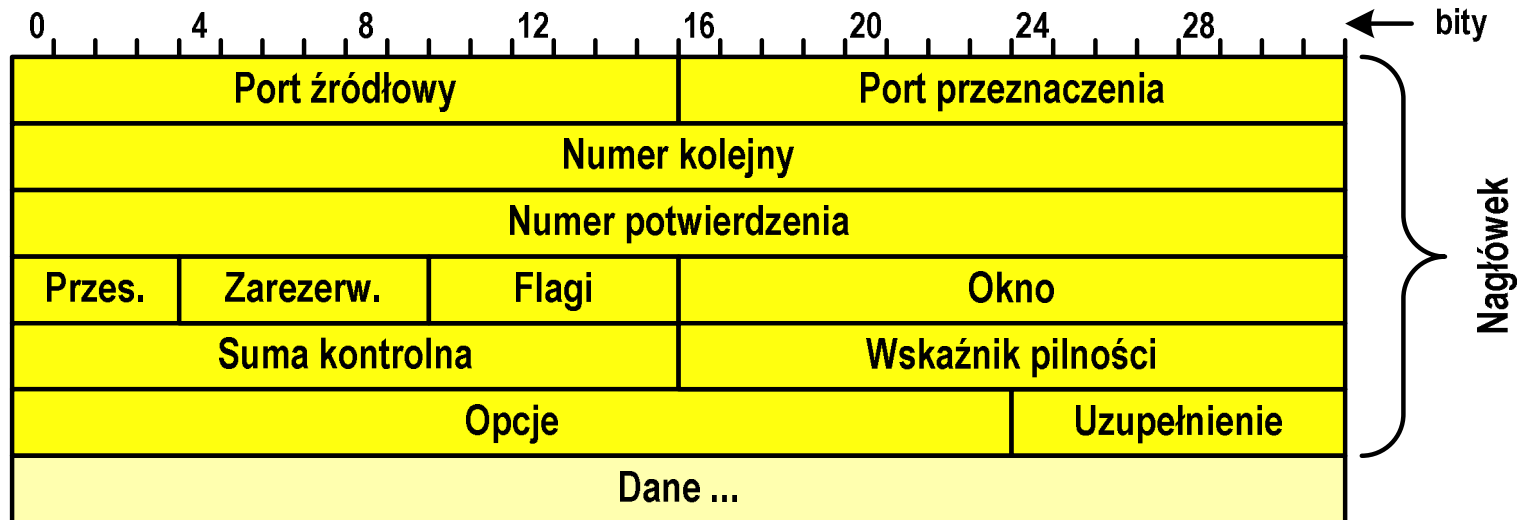 0 4 8 12 16 20 24 28 bity
Port źródłowy Port przeznaczenia
Numer kolejny
Numer potwierdzenia
Przes. Zarezerw. Flagi Okno
Suma kontrolna Wskaźnik pilności
Opcje Uzupełnienie
Dane ...
Nagłówek